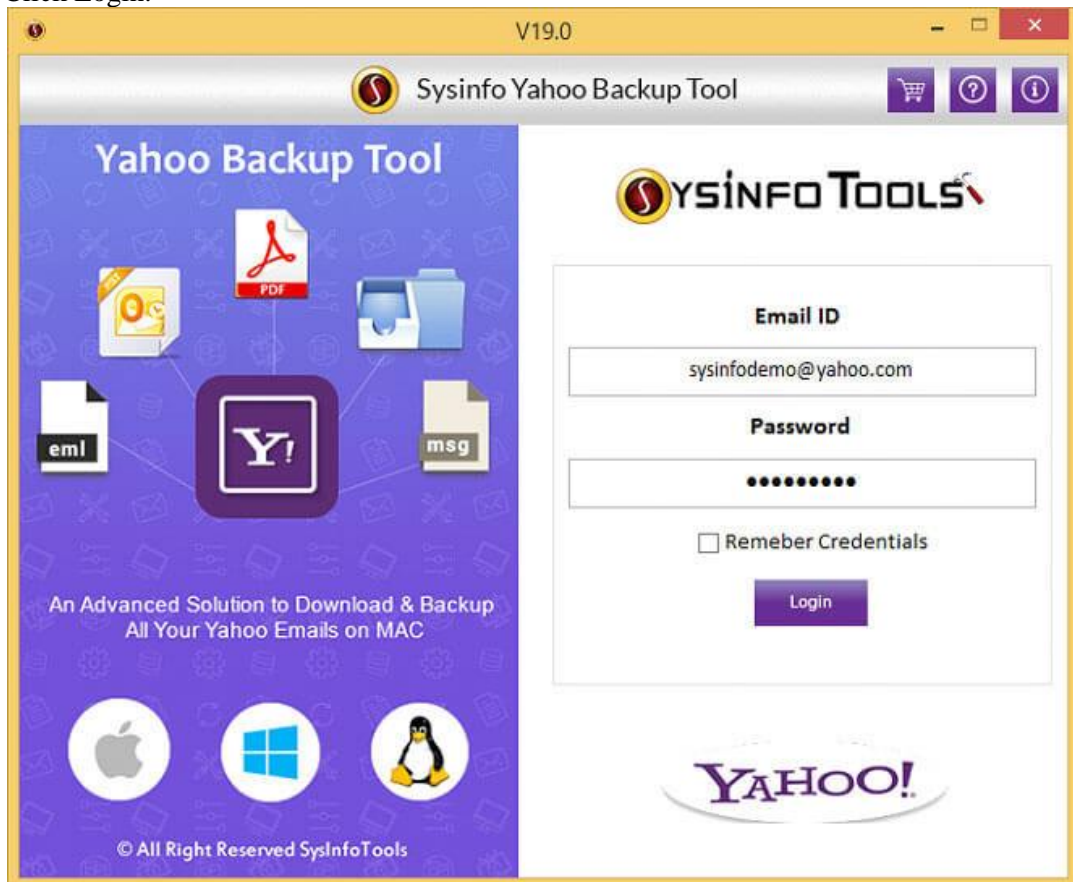 Click Login.
V19.0
Sysinfo Yahoo Backup Tool
Yahoo Backup Tool
PDF
eml
Y!
msg
An Advanced Solution to Download & Backup
All Your Yahoo Emails on MAC
© All Right Reserved SysInfoTools
SYSINFO TOOLS
Email ID
sysinfodemo@yahoo.com
Password
•••••••••
Remeber Credentials
Login
YAHOO!